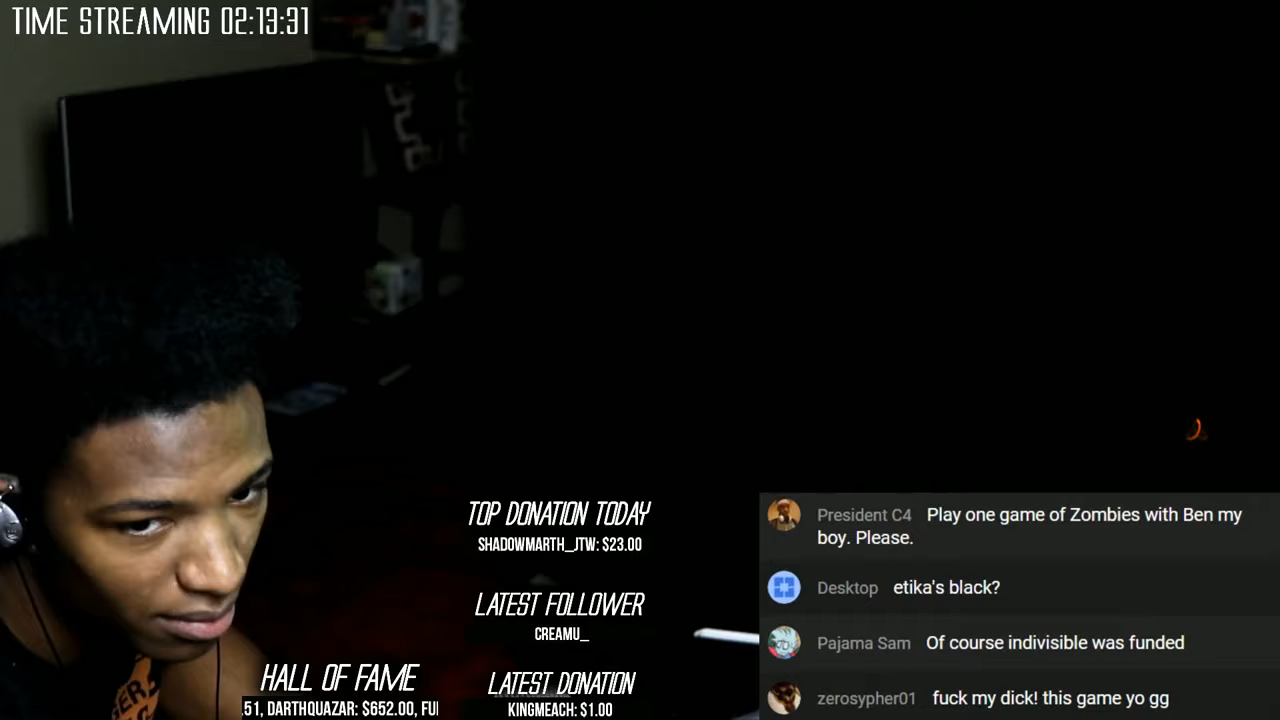 TIME STREAMING 02:13:31
TOP DONATION TODAY
SHADOWMARTH_JTW: $23.00
LATEST FOLLOWER
CREAMU_
HALL OF FAME
.51, DARTHQUAZAR: $652.00, FUI
LATEST DONATION
KINGMEACH: $1.00
President C4 Play one game of Zombies with Ben my
boy. Please.
Desktop etika's black?
Pajama Sam Of course indivisible was funded
zerosypher01 fuck my dick! this game yo gg